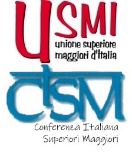 USMI
unione superiore
maggiori d'Italia
CISM
Conferenza Italiana
Superiori Maggiori